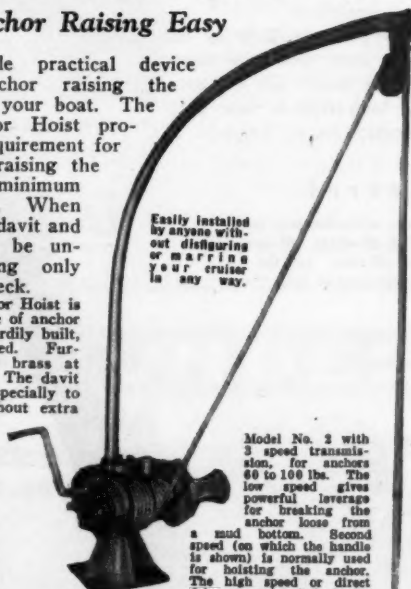 chor Raising Easy
le practical device
chor raising the
your boat. The
or Hoist pro-
quirement for
raising the
minimum
When
davit and
be un-
ng only
eck.
or Hoist is
of anchor
rdily built,
ed. Fur-
brass at
The davit
pecially to
hout extra
Easily installed
by anyone with-
out disfiguring
or marring
your cruiser
in any way.
Model No. 2 with
3 speed transmis-
sion, for anchors
60 to 100 lbs. The
low speed gives
powerful leverage
for breaking the
anchor loose from
a mud bottom. Second
speed (on which the handle
is shown) is normally used
for hoisting the anchor.
The high speed or direct